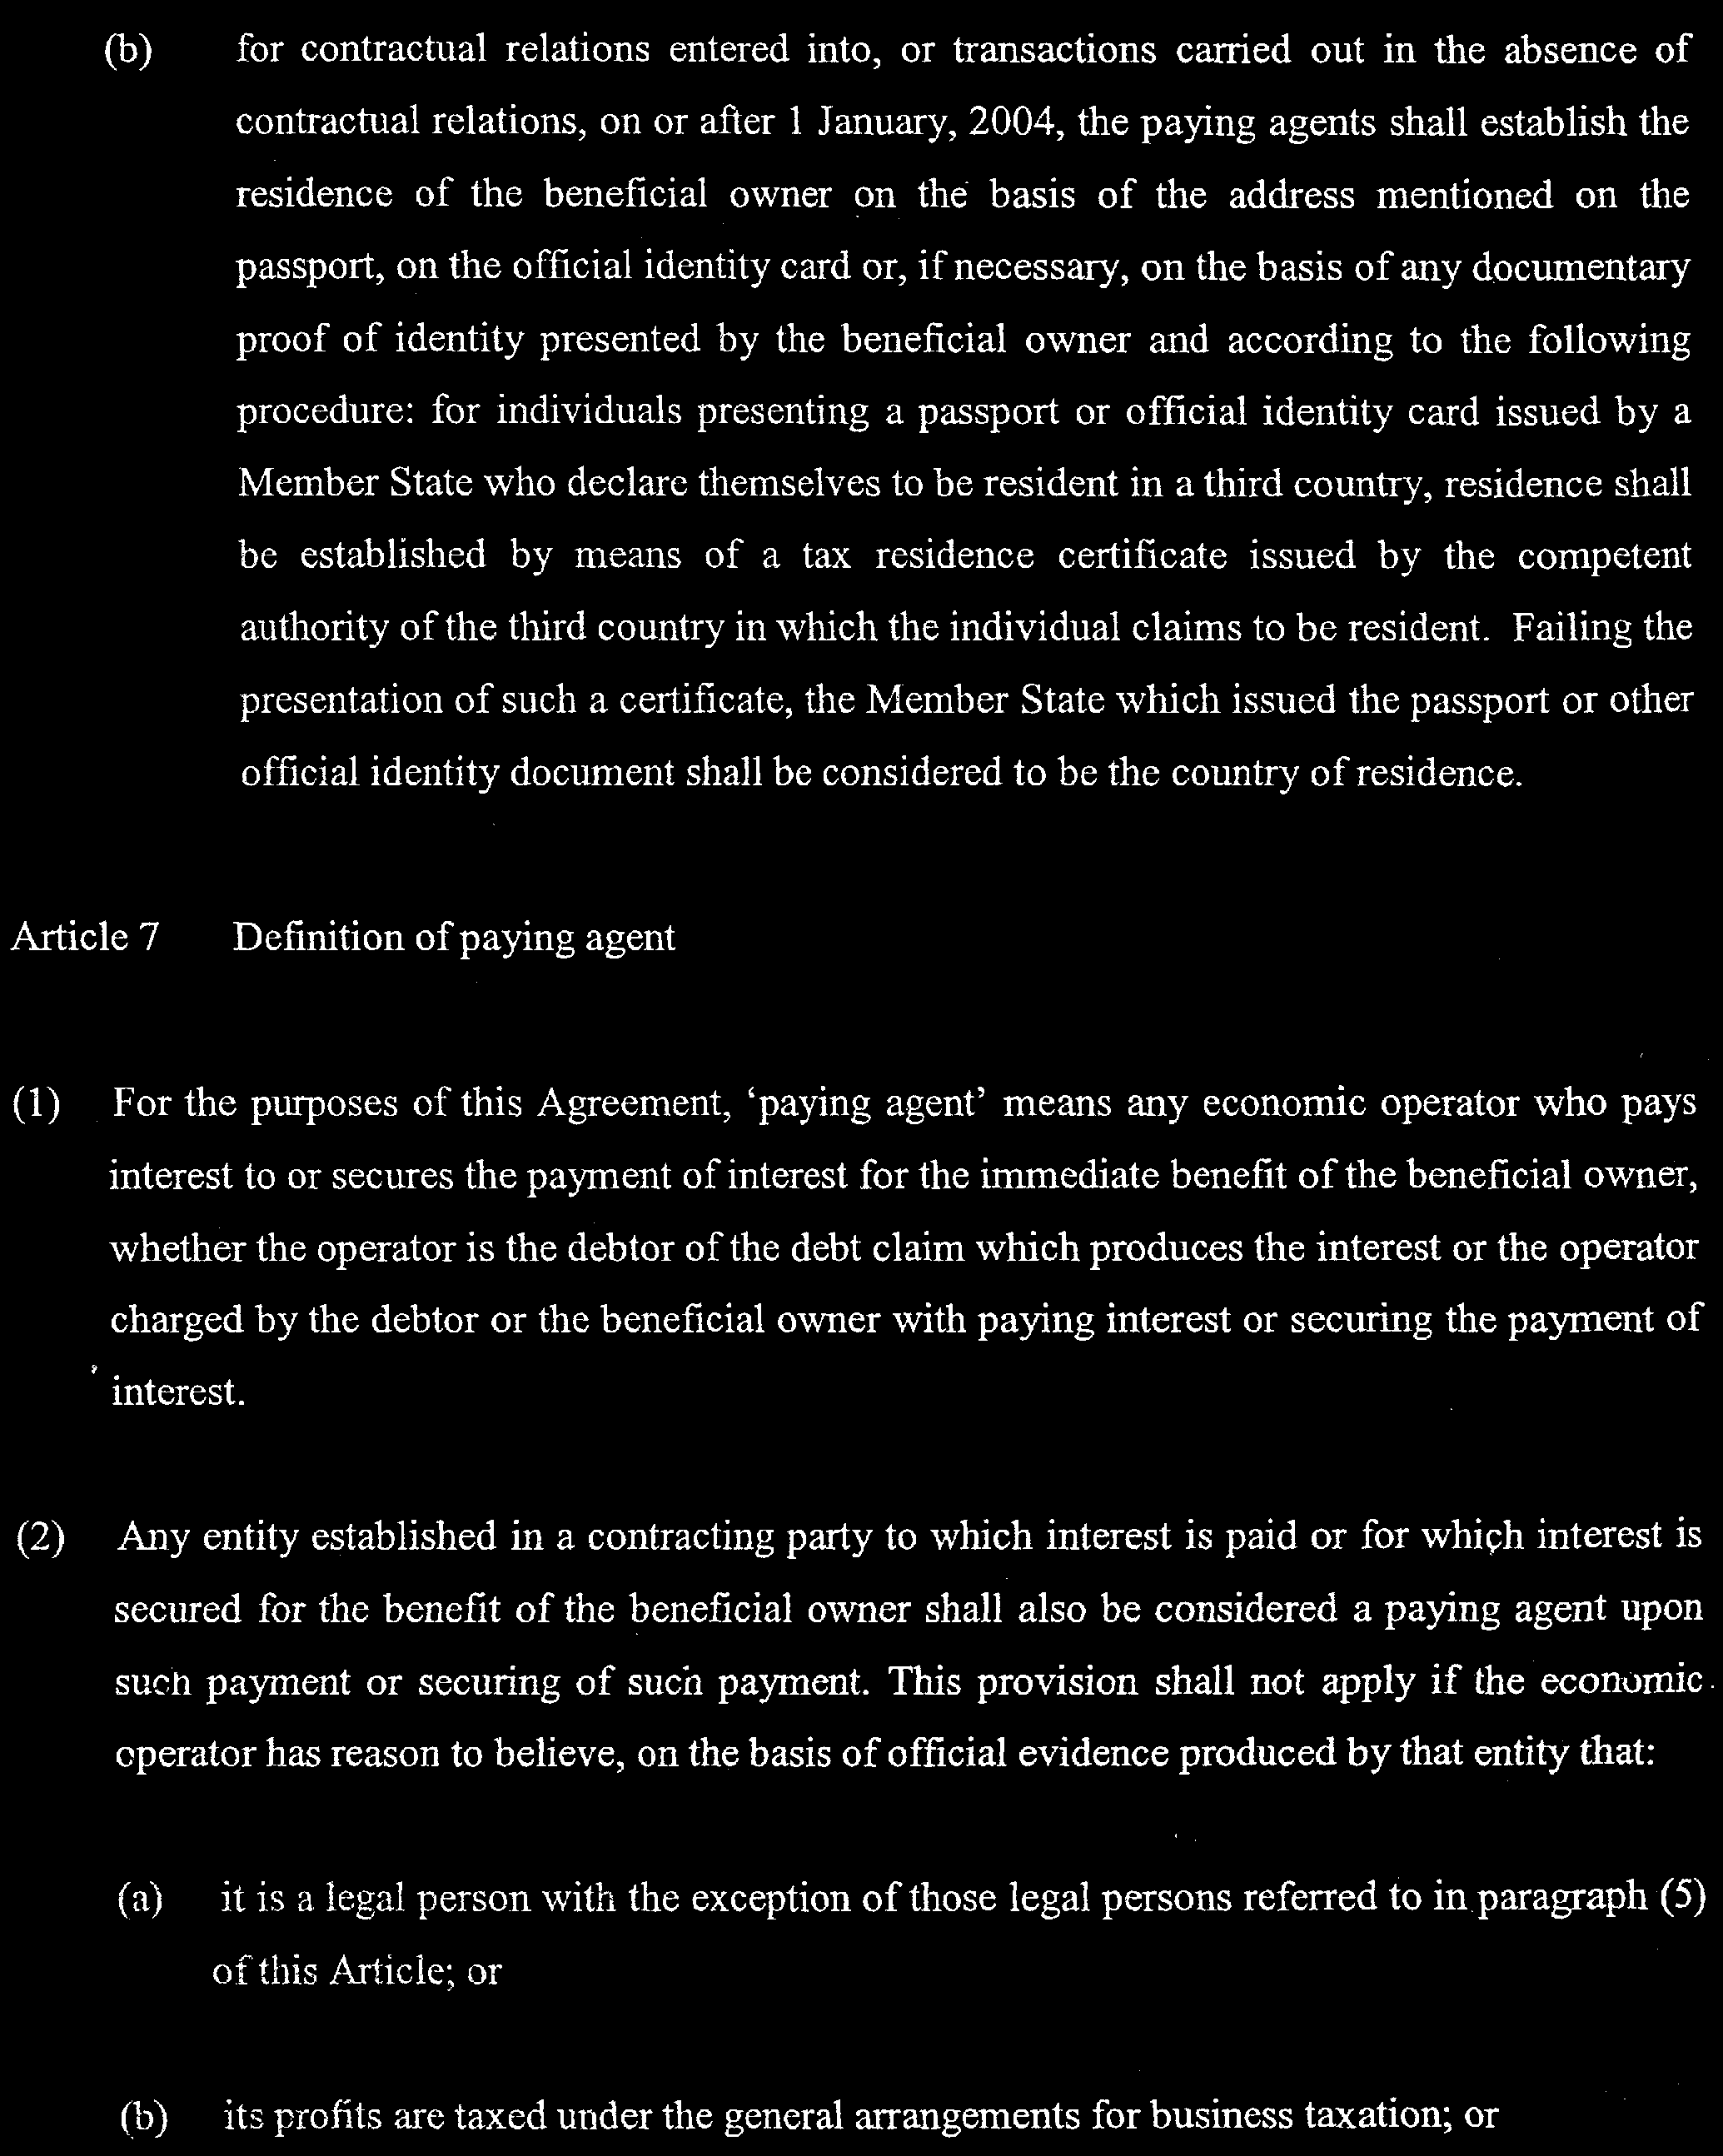 (b) for contractual relations entered into, or transactions carried out in the absence of
contractual relations, on or after 1 January, 2004, the paying agents shall establish the
residence of the beneficial owner on the basis of the address mentioned on the
passport, on the official identity card or, if necessary, on the basis of any documentary
proof of identity presented by the beneficial owner and according to the following
procedure: for individuals presenting a passport or official identity card issued by a
Member State who declare themselves to be resident in a third country, residence shall
be established by means of a tax residence certificate issued by the competent
authority of the third country in which the individual claims to be resident. Failing the
presentation of such a certificate, the Member State which issued the passport or other
official identity document shall be considered to be the country of residence.
Article 7 Definition of paying agent
(1) For the purposes of this Agreement, ‘paying agent’ means any economic operator who pays
interest to or secures the payment of interest for the immediate benefit of the beneficial owner,
whether the operator is the debtor of the debt claim which produces the interest or the operator
charged by the debtor or the beneficial owner with paying interest or securing the payment of
interest.
(2) Any entity established in a contracting party to which interest is paid or for which interest is
secured for the benefit of the beneficial owner shall also be considered a paying agent upon
such payment or securing of such payment. This provision shall not apply if the economic
operator has reason to believe, on the basis of official evidence produced by that entity that:
(a) it is a legal person with the exception of those legal persons referred to in paragraph (5)
of this Article; or
(b) its profits are taxed under the general arrangements for business taxation; or